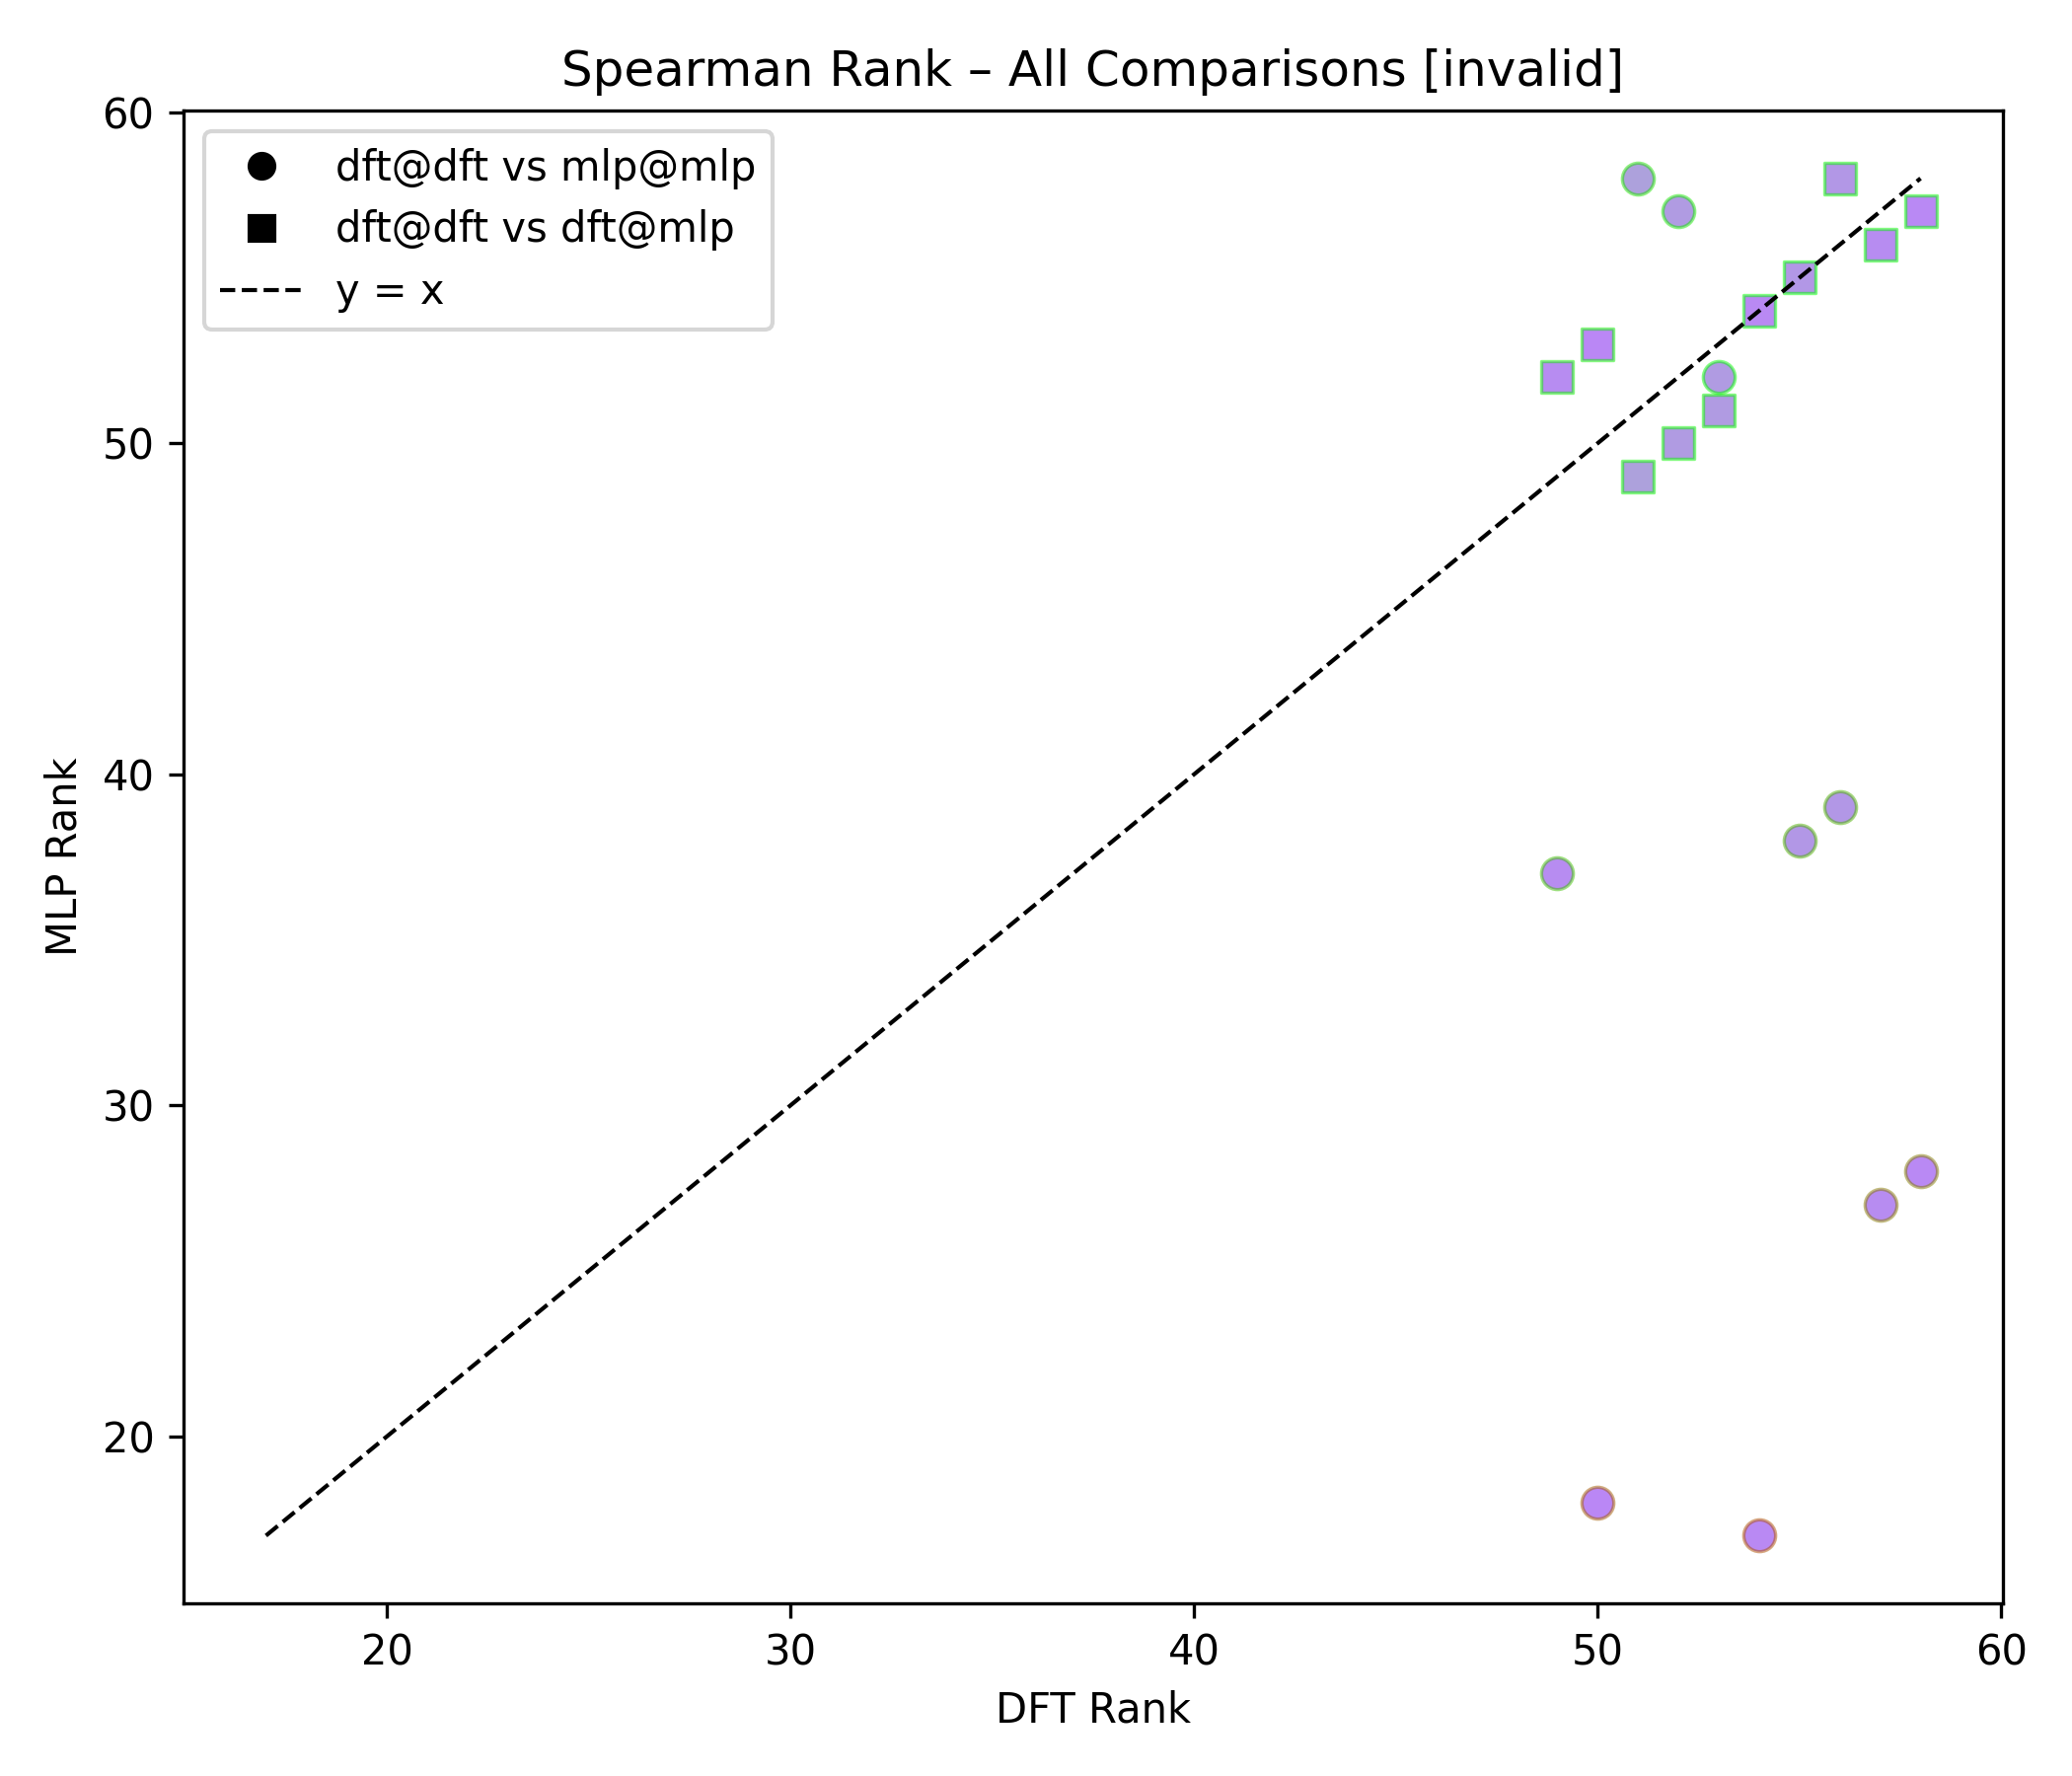 Spearman Rank – All Comparisons [invalid]
dft@dft vs mlp@mlp
dft@dft vs dft@mlp
y = x
MLP Rank
60
50
40
30
20
20
30
40
50
60
DFT Rank